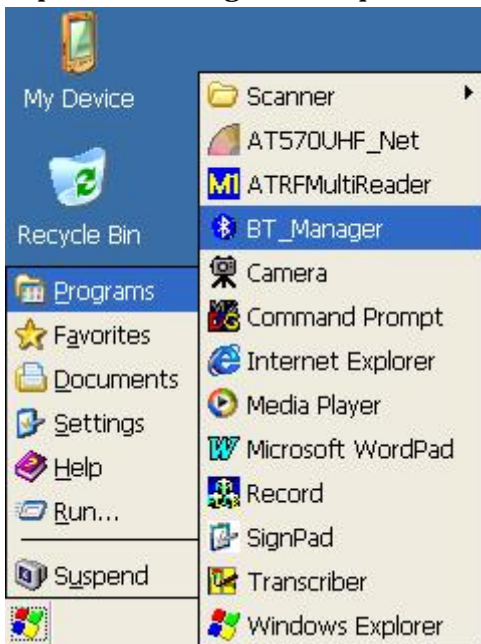 My Device
Recycle Bin
Programs
Favorites
Documents
Settings
Help
Run...
Suspend
Scanner
AT570UHF_Net
M1 ATRFMultiReader
BT_Manager
Camera
Command Prompt
Internet Explorer
Media Player
Microsoft WordPad
Record
SignPad
Transcriber
Windows Explorer